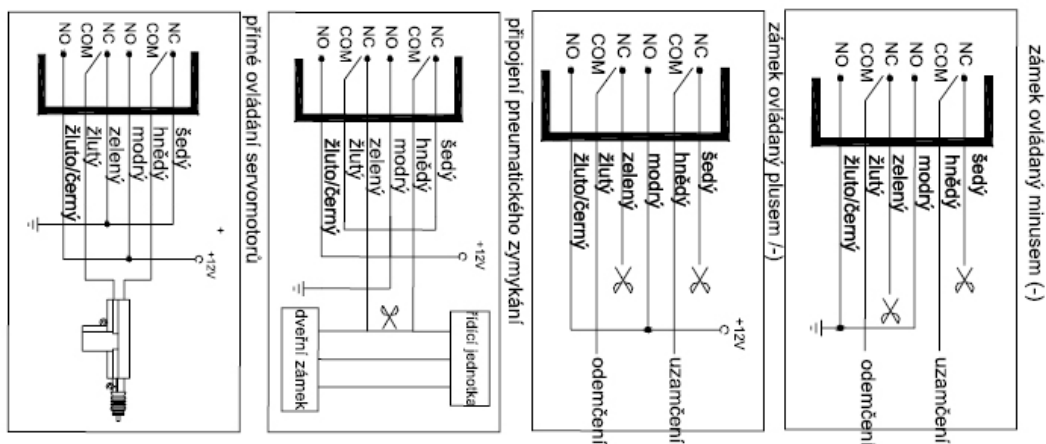 přímé ovládání servomotorů
NO
COM
NC
NO
COM
NC
žluto/černý
žlutý
zelený
modrý
hnědý
šedý
+
+12V
připojení pneumatického zymykání
NO
COM
NC
NO
COM
NC
žluto/černý
žlutý
zelený
modrý
hnědý
šedý
+12V
dveřní zámek
řídící jednotka
zámek ovládaný plusem /-)
NO
COM
NC
NO
COM
NC
žluto/černý
žlutý
zelený
modrý
hnědý
šedý
+12V
odemčení
uzamčení
zámek ovládaný minusem (-)
NO
COM
NC
NO
COM
NC
žluto/černý
žlutý
zelený
modrý
hnědý
šedý
odemčení
uzamčení